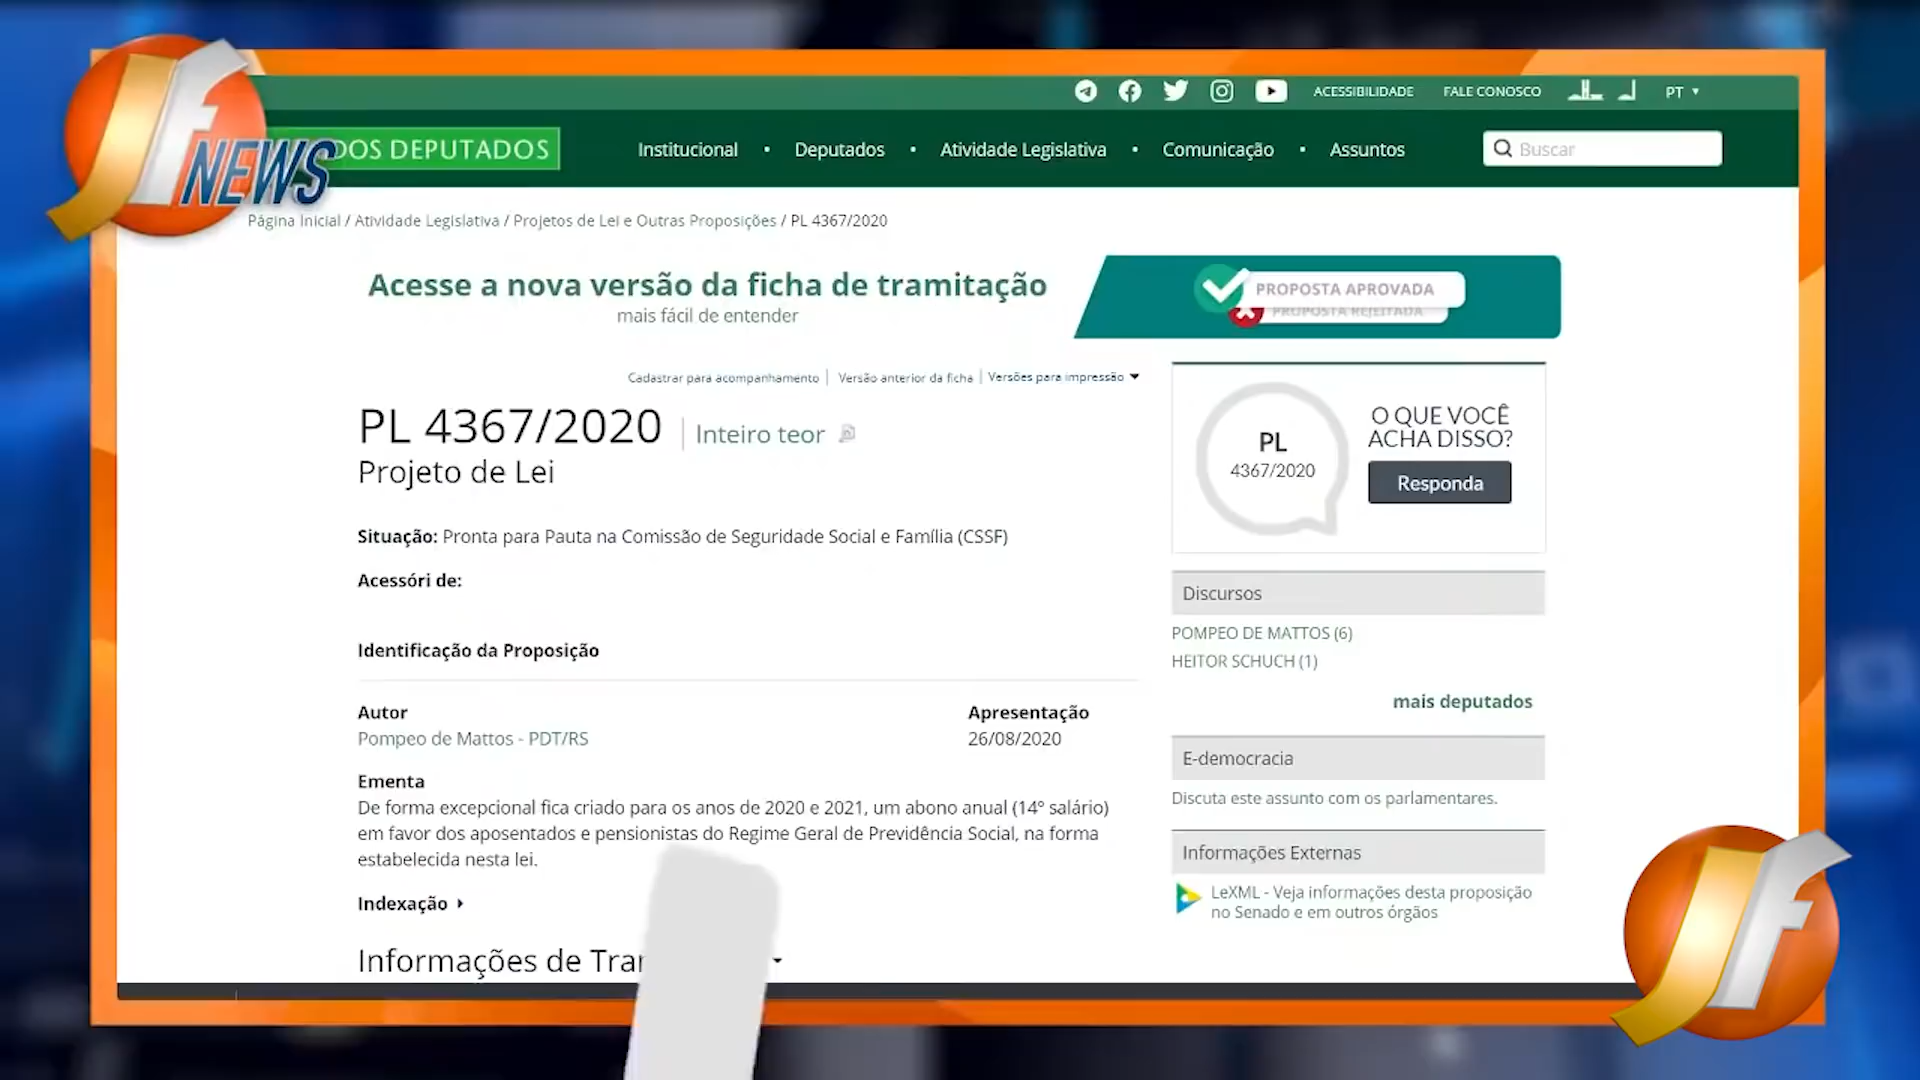 ACESSIBILIDADE
FALE CONOSCO
PT
Jf NEWS
DOS DEPUTADOS
Institucional • Deputados • Atividade Legislativa • Comunicação • Assuntos
Buscar
Página Inicial / Atividade Legislativa / Projetos de Lei e Outras Proposições / PL 4367/2020
Acesse a nova versão da ficha de tramitação
mais fácil de entender
PROPOSTA APROVADA
PROPOSTA REJEITADA
Cadastrar para acompanhamento | Versão anterior da ficha | Versões para impressão
PL 4367/2020 | Inteiro teor
Projeto de Lei
Situação: Pronta para Pauta na Comissão de Seguridade Social e Família (CSSF)
Acessóri de:
Identificação da Proposição
Autor
Pompeo de Mattos - PDT/RS
Apresentação
26/08/2020
Ementa
De forma excepcional fica criado para os anos de 2020 e 2021, um abono anual (14º salário)
em favor dos aposentados e pensionistas do Regime Geral de Previdência Social, na forma
estabelecida nesta lei.
Indexação
Informações de
PL
4367/2020
O QUE VOCÊ
ACHA DISSO?
Responda
Discursos
POMPEO DE MATTOS (6)
HEITOR SCHUCH (1)
mais deputados
E-democracia
Discuta este assunto com os parlamentares.
Informações Externas
LeXML - Veja informações desta proposição
no Senado e em outros órgãos
Jf